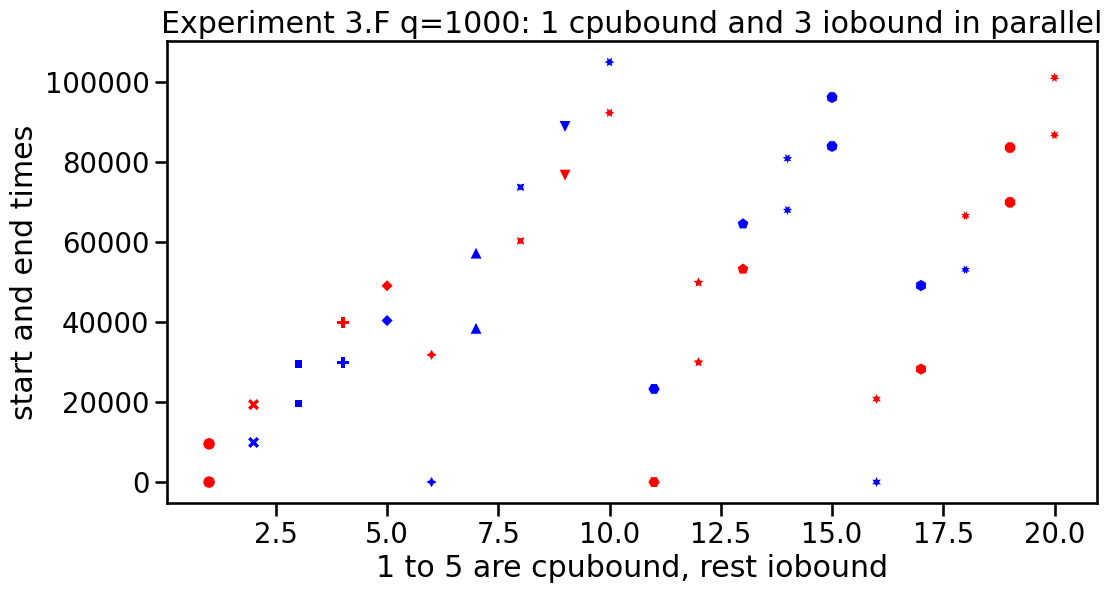 Experiment 3.F q=1000: 1 cpubound and 3 iobound in parallel
start and end times
100000
80000
60000
40000
20000
0
2.5 5.0 7.5 10.0 12.5 15.0 17.5 20.0
1 to 5 are cpubound, rest iobound